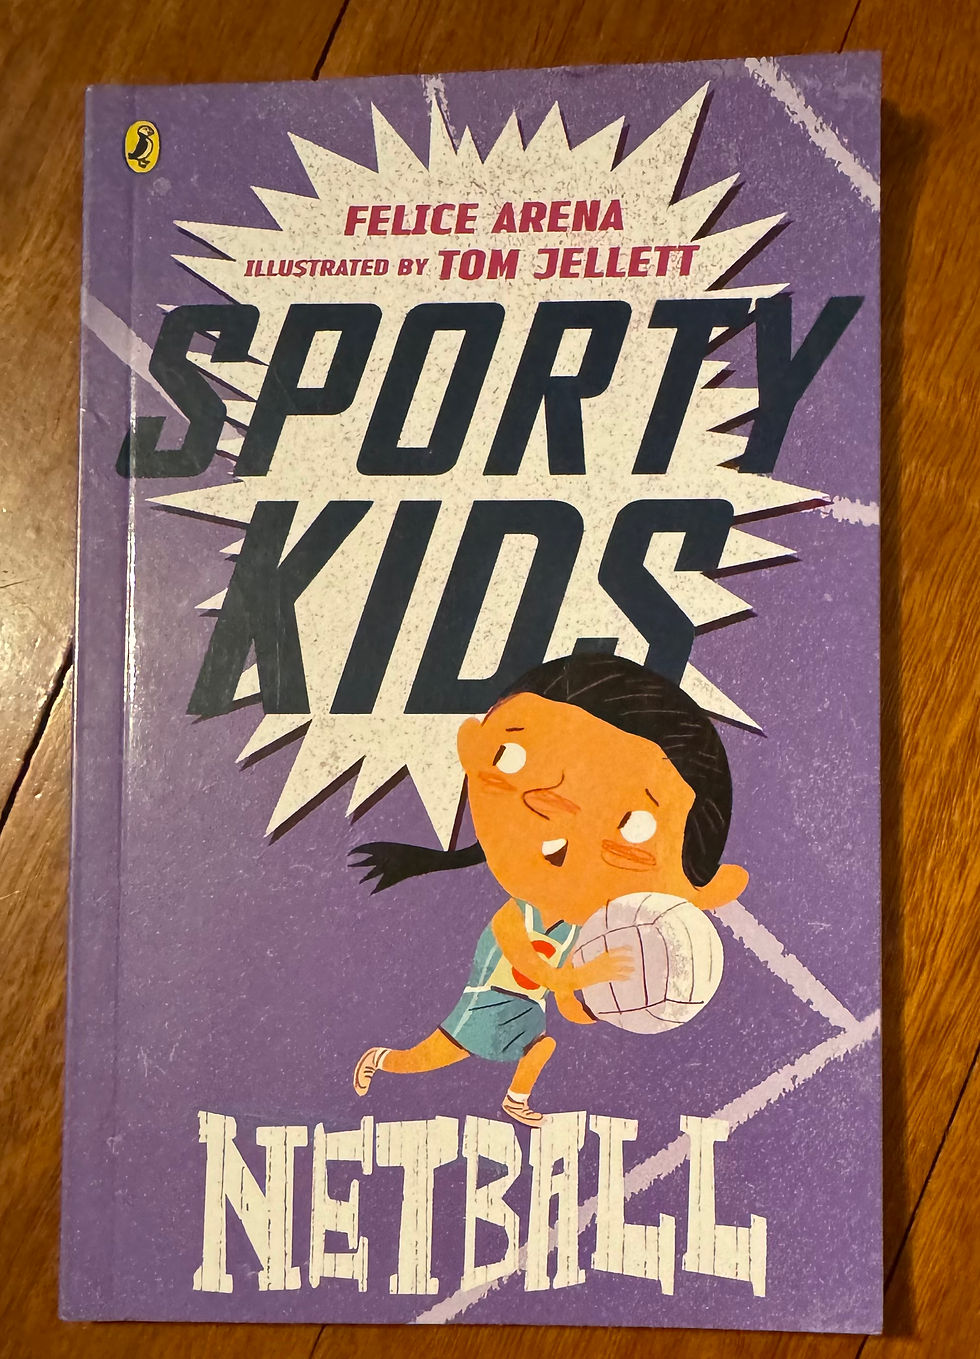 FELICE ARENA
ILLUSTRATED BY TOM JELLETT
SPORTY
KIDS
NETBALL